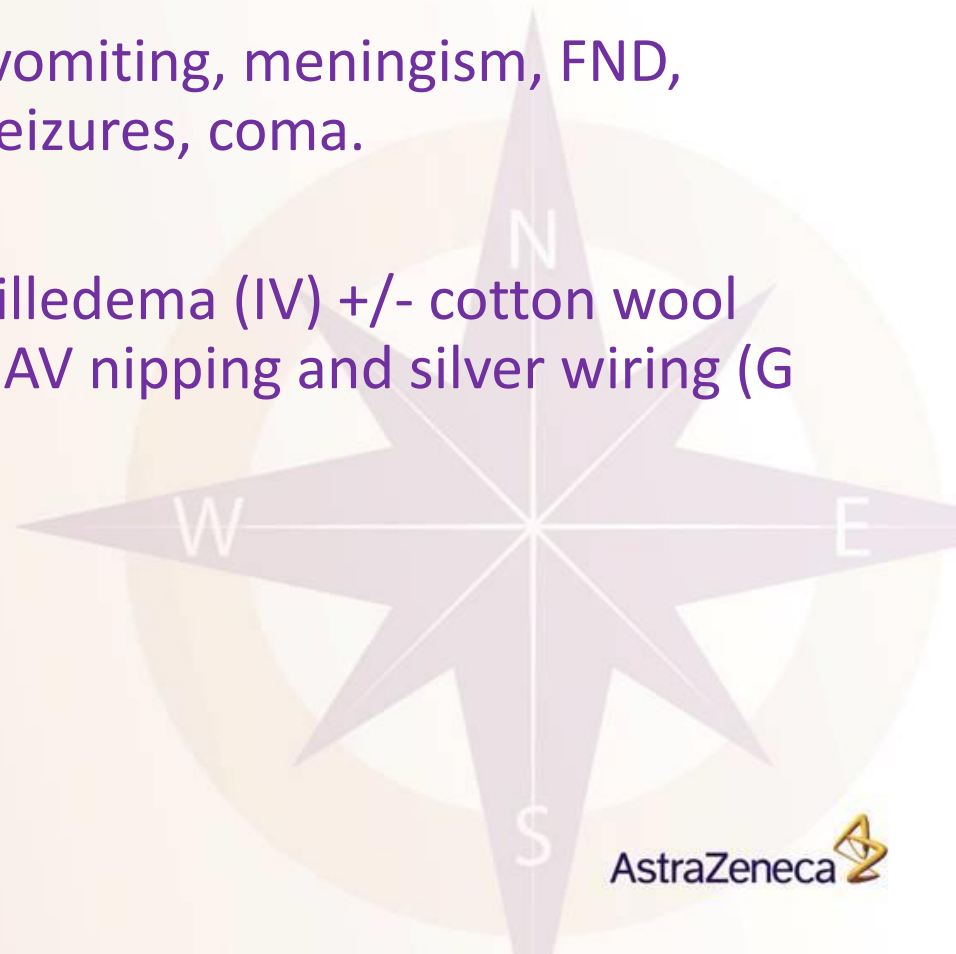 vomiting, meningism, FND,
eizures, coma.
N
illedema (IV) +/- cotton wool
AV nipping and silver wiring (G
W
E
S
AstraZeneca